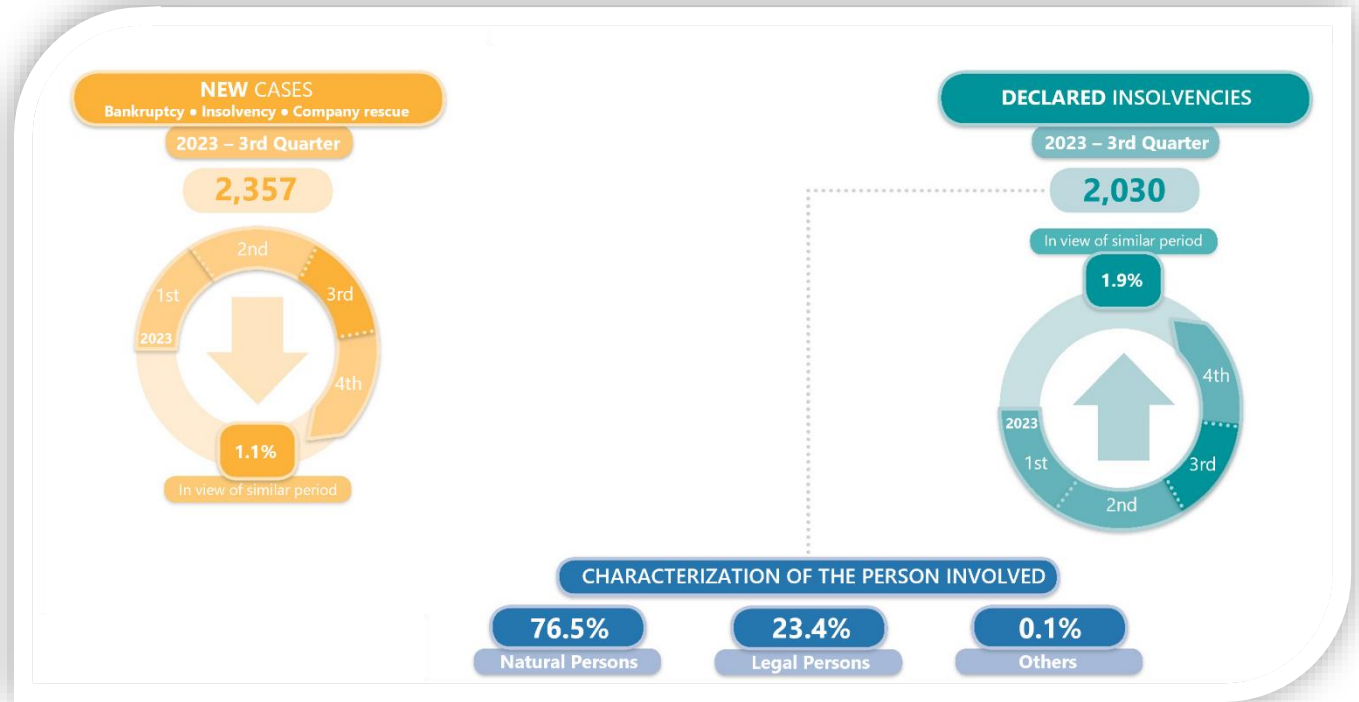 NEW CASES
Bankruptcy ● Insolvency ● Company rescue
2023 – 3rd Quarter
2,357
1st
2nd
3rd
4th
2023
1.1%
In view of similar period
DECLARED INSOLVENCIES
2023 – 3rd Quarter
2,030
In view of similar period
1.9%
2023
1st
2nd
3rd
4th
CHARACTERIZATION OF THE PERSON INVOLVED
76.5%
Natural Persons
23.4%
Legal Persons
0.1%
Others